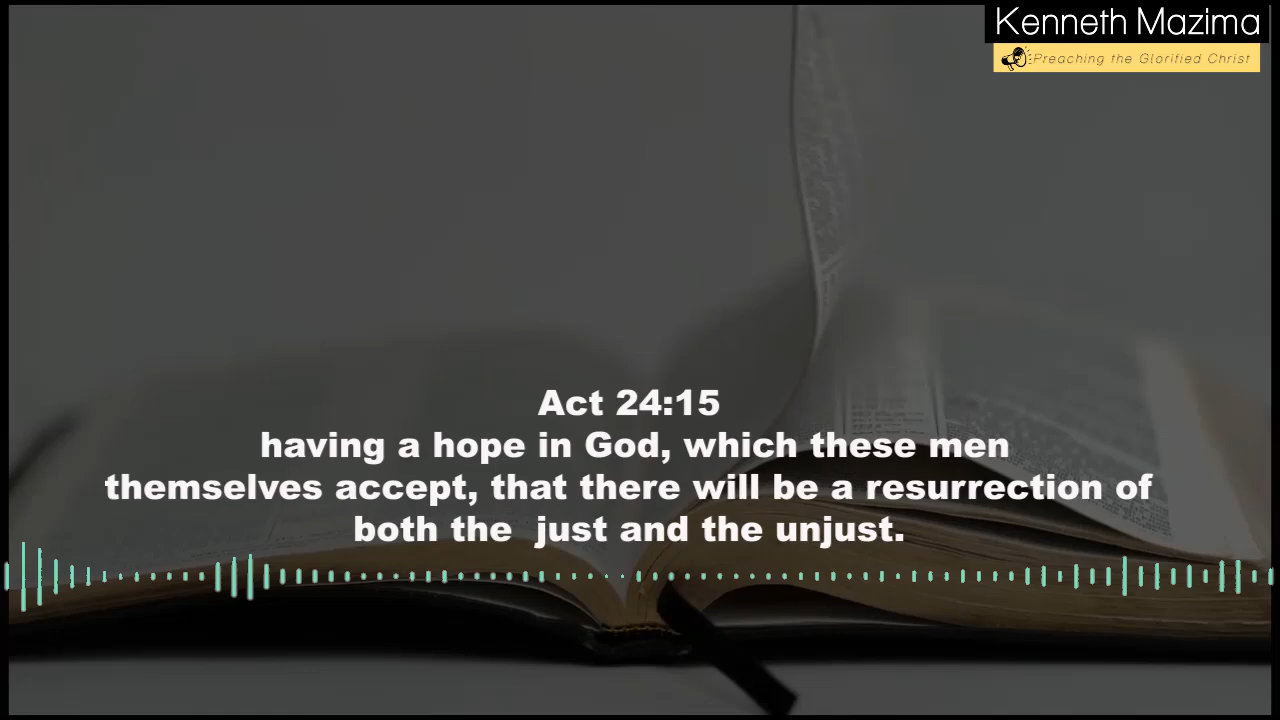 Kenneth Mazima
Preaching the Glorified Christ
Act 24:15
having a hope in God, which these men
themselves accept, that there will be a resurrection of
both the  just and the unjust.